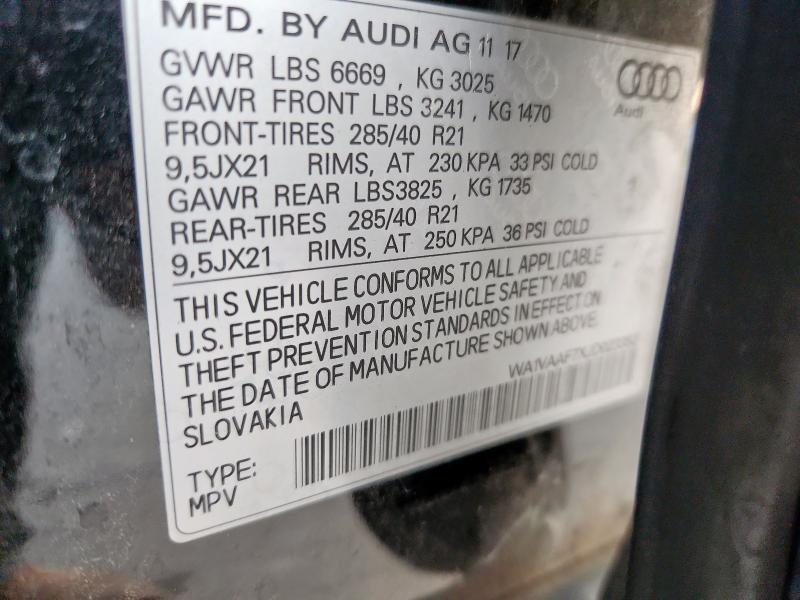 MFD. BY AUDI AG 11 17
GVWR LBS 6669 , KG 3025
GAWR FRONT LBS 3241 , KG 1470
FRONT-TIRES 285/40 R21
9,5JX21 RIMS, AT 230 KPA 33 PSI COLD
GAWR REAR LBS3825 , KG 1735
REAR-TIRES 285/40 R21
9,5JX21 RIMS, AT 250 KPA 36 PSI COLD
Audi
THIS VEHICLE CONFORMS TO ALL APPLICABLE
U.S. FEDERAL MOTOR VEHICLE SAFETY AND
THEFT PREVENTION STANDARDS IN EFFECT ON
THE DATE OF MANUFACTURE SHOWN ABOVE.
SLOVAKIA
TYPE:
MPV